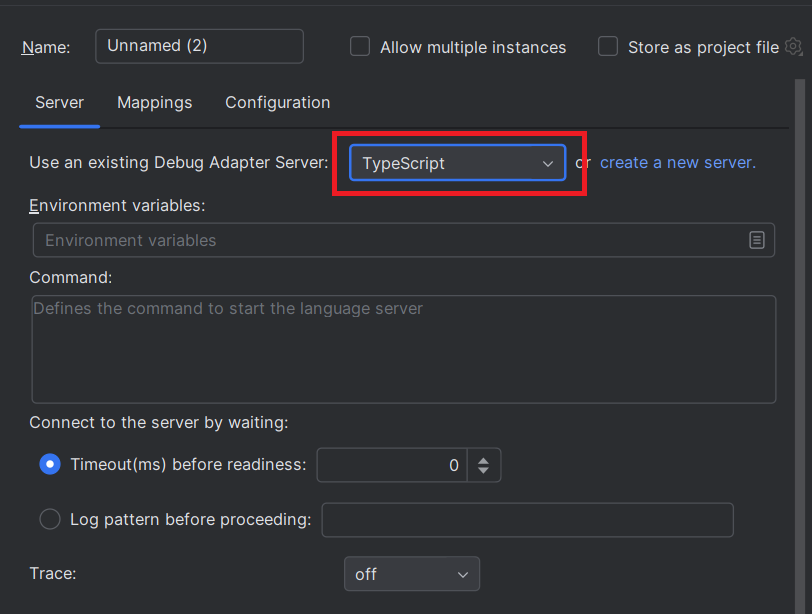 Name: Unnamed (2) Allow multiple instances Store as project file
Server Mappings Configuration
Use an existing Debug Adapter Server: TypeScript or create a new server.
Environment variables:
Environment variables
Command:
Defines the command to start the language server
Connect to the server by waiting:
Timeout(ms) before readiness: 0
Log pattern before proceeding:
Trace: off